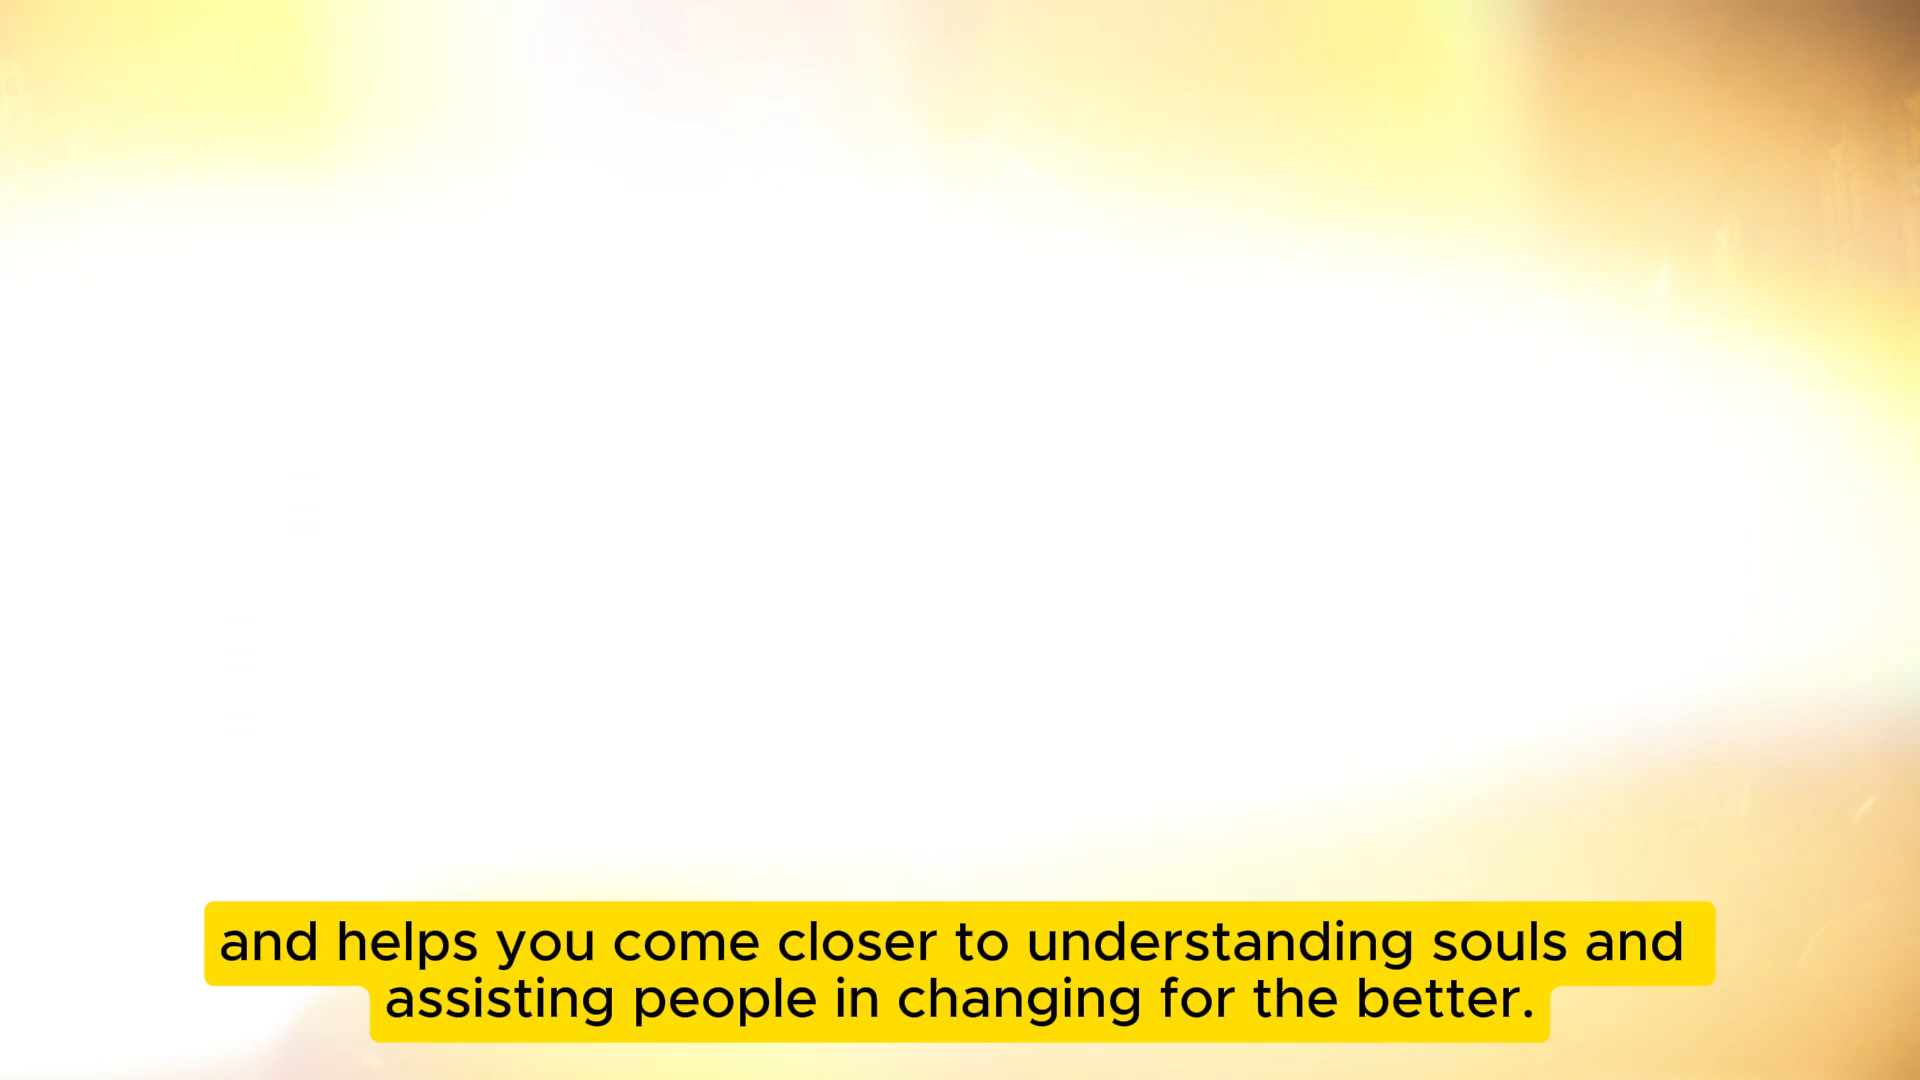 and helps you come closer to understanding souls and
assisting people in changing for the better.